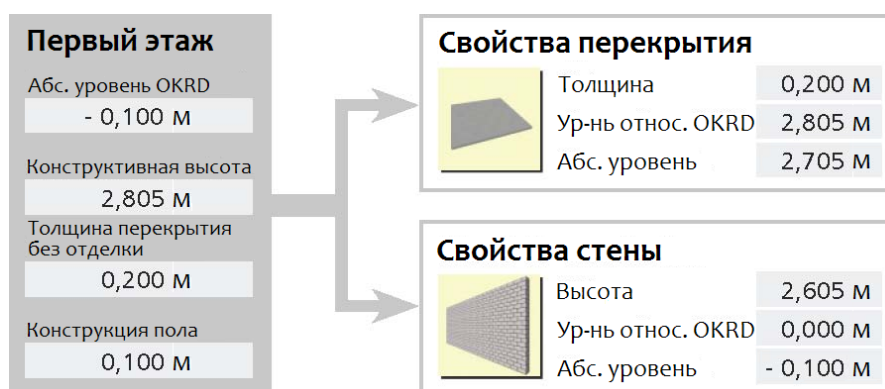 Первый этаж
Абс. уровень OKRD
- 0,100 м
Конструктивная высота
2,805 м
Толщина перекрытия
без отделки
0,200 м
Конструкция пола
0,100 м
Свойства перекрытия
Толщина 0,200 м
Ур-нь относ. OKRD 2,805 м
Абс. уровень 2,705 м
Свойства стены
Высота 2,605 м
Ур-нь относ. OKRD 0,000 м
Абс. уровень - 0,100 м